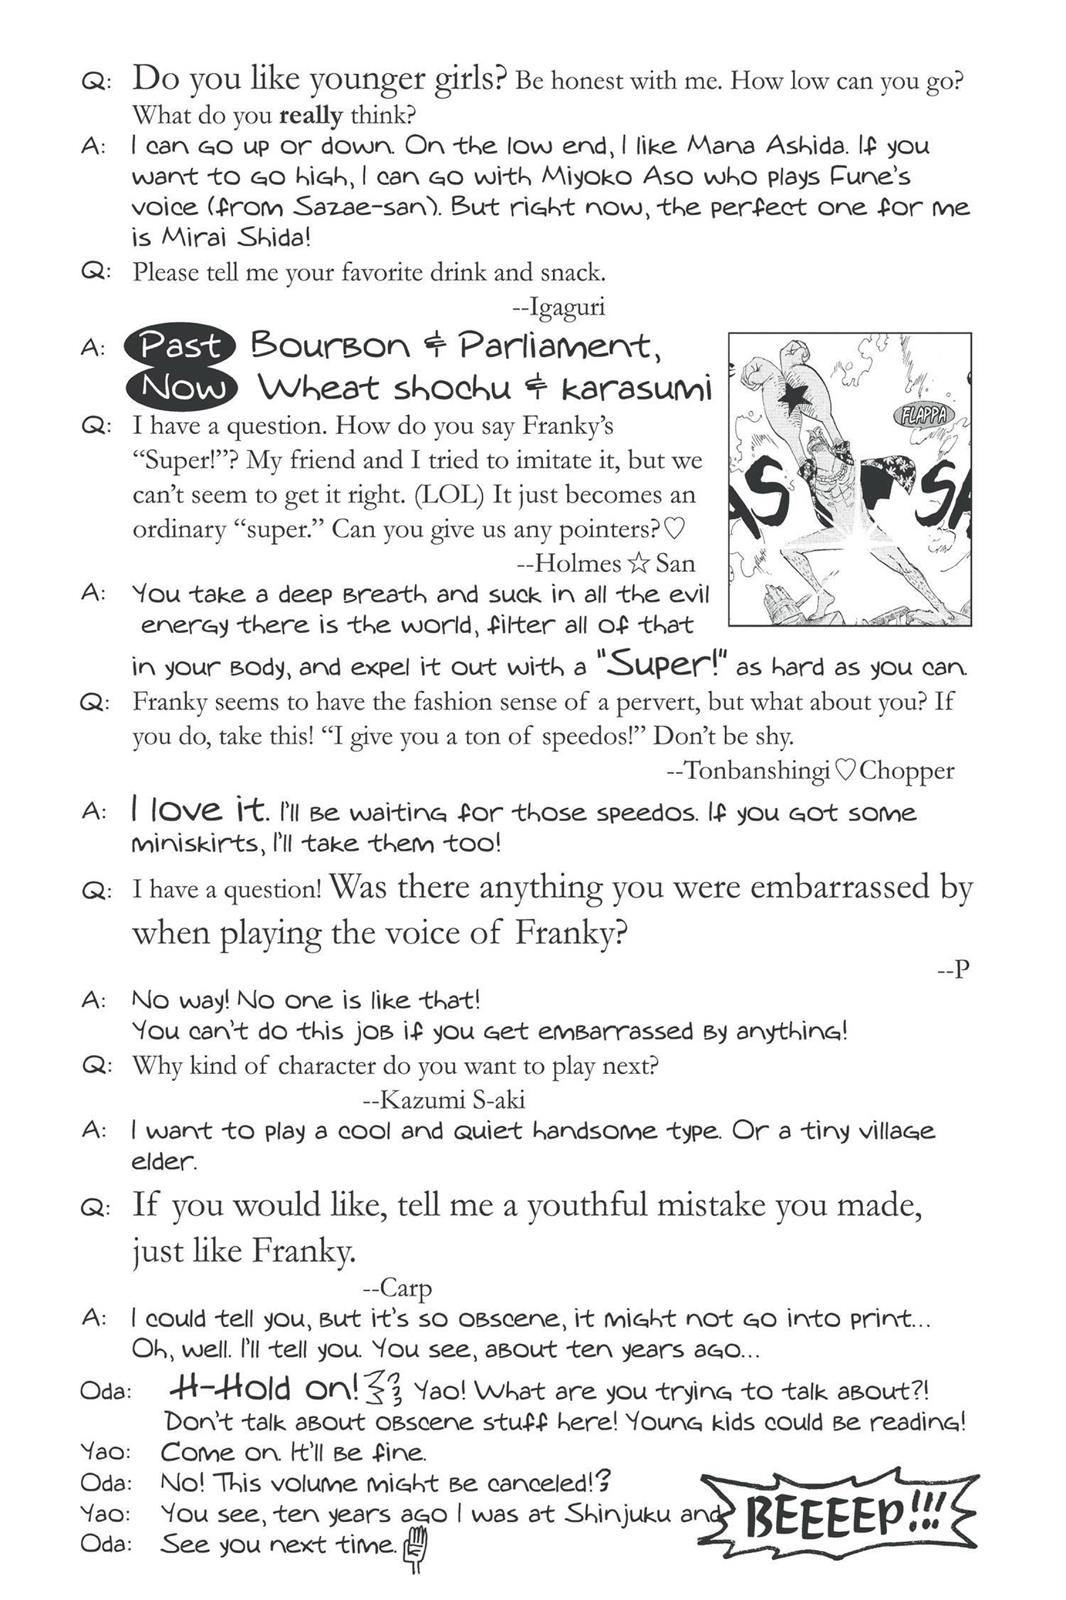 Q: Do you like younger girls? Be honest with me. How low can you go?
What do you really think?
A: I can go up or down. On the low end, I like Mana Ashida. If you
want to go high, I can go with Miyoko Aso who plays Fune's
voice (from Sazae-san). But right now, the perfect one for me
is Mirai Shida!
Q: Please tell me your favorite drink and snack.
--Igaguri
A: Past Bourbon & Parliament,
Now Wheat shochu & karasumi
Q: I have a question. How do you say Franky's
"Super!"? My friend and I tried to imitate it, but we
can't seem to get it right. (LOL) It just becomes an
ordinary "super." Can you give us any pointers?♡
--Holmes☆San
FLAPPA
A: You take a deep breath and suck in all the evil
energy there is the world, filter all of that
in your body, and expel it out with a "Super!" as hard as you can.
Q: Franky seems to have the fashion sense of a pervert, but what about you? If
you do, take this! "I give you a ton of speedos!" Don't be shy.
--Tonbanshingi♡Chopper
A: I love it. I'll be waiting for those speedos. If you got some
miniskirts, I'll take them too!
Q: I have a question! Was there anything you were embarrassed by
when playing the voice of Franky?
--P
A: No way! No one is like that!
You can't do this job if you get embarrassed by anything!
Q: Why kind of character do you want to play next?
--Kazumi S-aki
A: I want to play a cool and quiet handsome type. Or a tiny village
elder.
Q: If you would like, tell me a youthful mistake you made,
just like Franky.
--Carp
A: I could tell you, but it's so obscene, it might not go into print...
Oh, well. I'll tell you. You see, about ten years ago...
Oda: H-Hold on! Yao! What are you trying to talk about?!
Don't talk about obscene stuff here! Young kids could be reading!
Yao: Come on. It'll be fine.
Oda: No! This volume might be canceled!
Yao: You see, ten years ago I was at Shinjuku and BEEEEP!!!
Oda: See you next time.